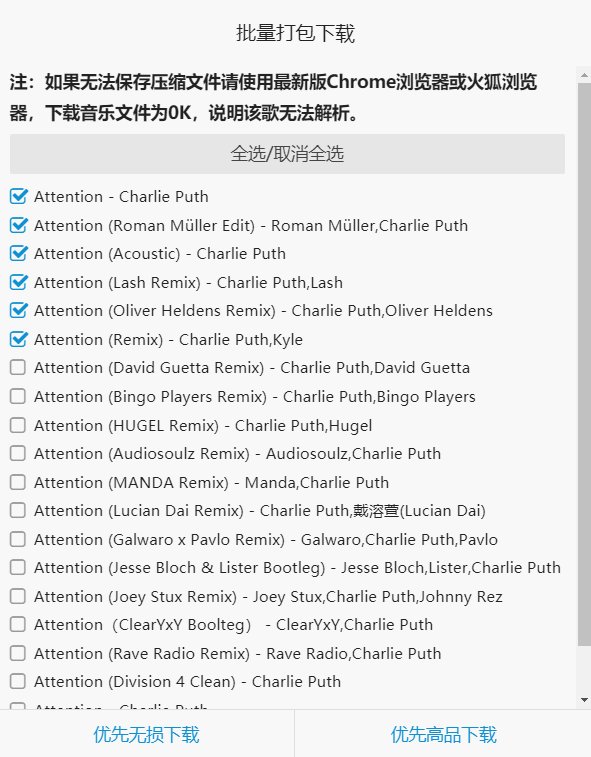 批量打包下载
注：如果无法保存压缩文件请使用最新版Chrome浏览器或火狐浏览
器，下载音乐文件为0K，说明该歌无法解析。
全选/取消全选
Attention - Charlie Puth
Attention (Roman Müller Edit) - Roman Müller,Charlie Puth
Attention (Acoustic) - Charlie Puth
Attention (Lash Remix) - Charlie Puth,Lash
Attention (Oliver Heldens Remix) - Charlie Puth,Oliver Heldens
Attention (Remix) - Charlie Puth,Kyle
Attention (David Guetta Remix) - Charlie Puth,David Guetta
Attention (Bingo Players Remix) - Charlie Puth,Bingo Players
Attention (HUGEL Remix) - Charlie Puth,Hugel
Attention (Audiosoulz Remix) - Audiosoulz,Charlie Puth
Attention (MANDA Remix) - Manda,Charlie Puth
Attention (Lucian Dai Remix) - Charlie Puth,戴溶萱(Lucian Dai)
Attention (Galwaro x Pavlo Remix) - Galwaro,Charlie Puth,Pavlo
Attention (Jesse Bloch & Lister Bootleg) - Jesse Bloch,Lister,Charlie Puth
Attention (Joey Stux Remix) - Joey Stux,Charlie Puth,Johnny Rez
Attention（ClearYxY Boolteg） - ClearYxY,Charlie Puth
Attention (Rave Radio Remix) - Rave Radio,Charlie Puth
Attention (Division 4 Clean) - Charlie Puth
Attention - Charlie Puth
优先无损下载
优先高品下载